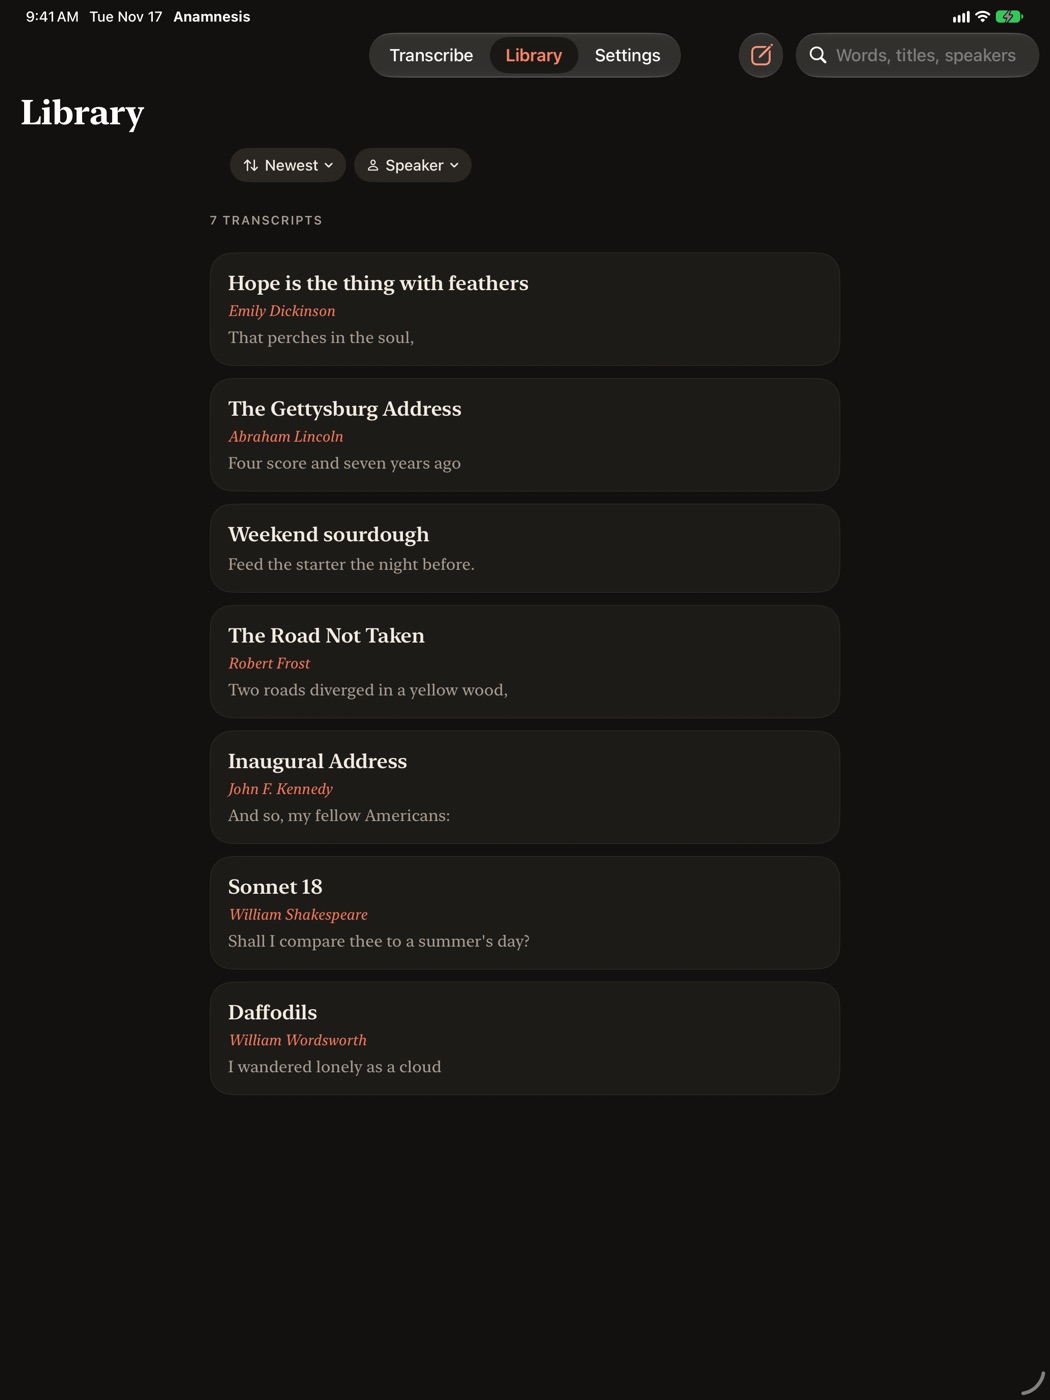 9:41 AM Tue Nov 17 Anamnesis
Transcribe Library Settings Words, titles, speakers
Library
Newest Speaker
7 TRANSCRIPTS
Hope is the thing with feathers
Emily Dickinson
That perches in the soul,
The Gettysburg Address
Abraham Lincoln
Four score and seven years ago
Weekend sourdough
Feed the starter the night before.
The Road Not Taken
Robert Frost
Two roads diverged in a yellow wood,
Inaugural Address
John F. Kennedy
And so, my fellow Americans:
Sonnet 18
William Shakespeare
Shall I compare thee to a summer's day?
Daffodils
William Wordsworth
I wandered lonely as a cloud